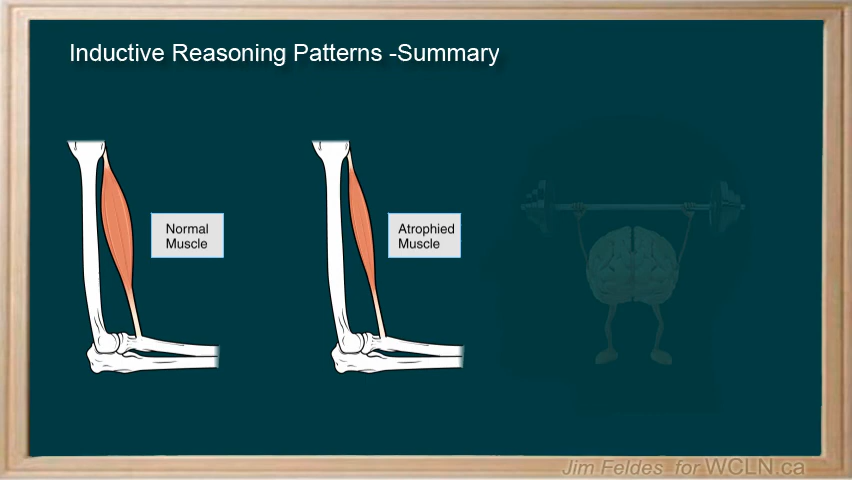 Inductive Reasoning Patterns -Summary
Normal
Muscle
Atrophied
Muscle
Jim Feldes for WCLN.ca